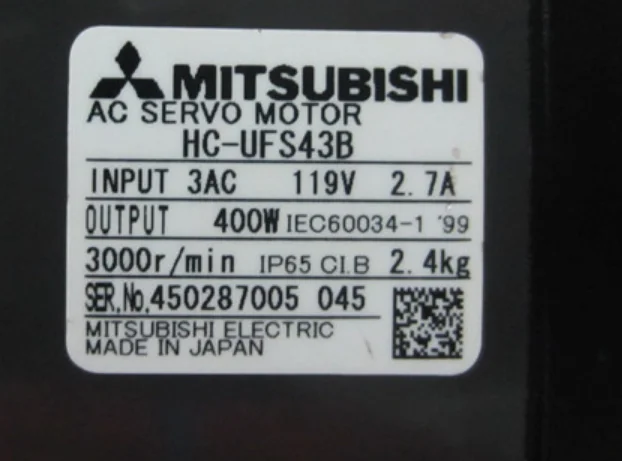 MITSUBISHI
AC SERVO MOTOR
HC-UFS43B
INPUT 3AC 119V 2.7A
OUTPUT 400W IEC60034-1 '99
3000r/min IP65 CI.B 2.4kg
SER.No.450287005 045
MITSUBISHI ELECTRIC
MADE IN JAPAN